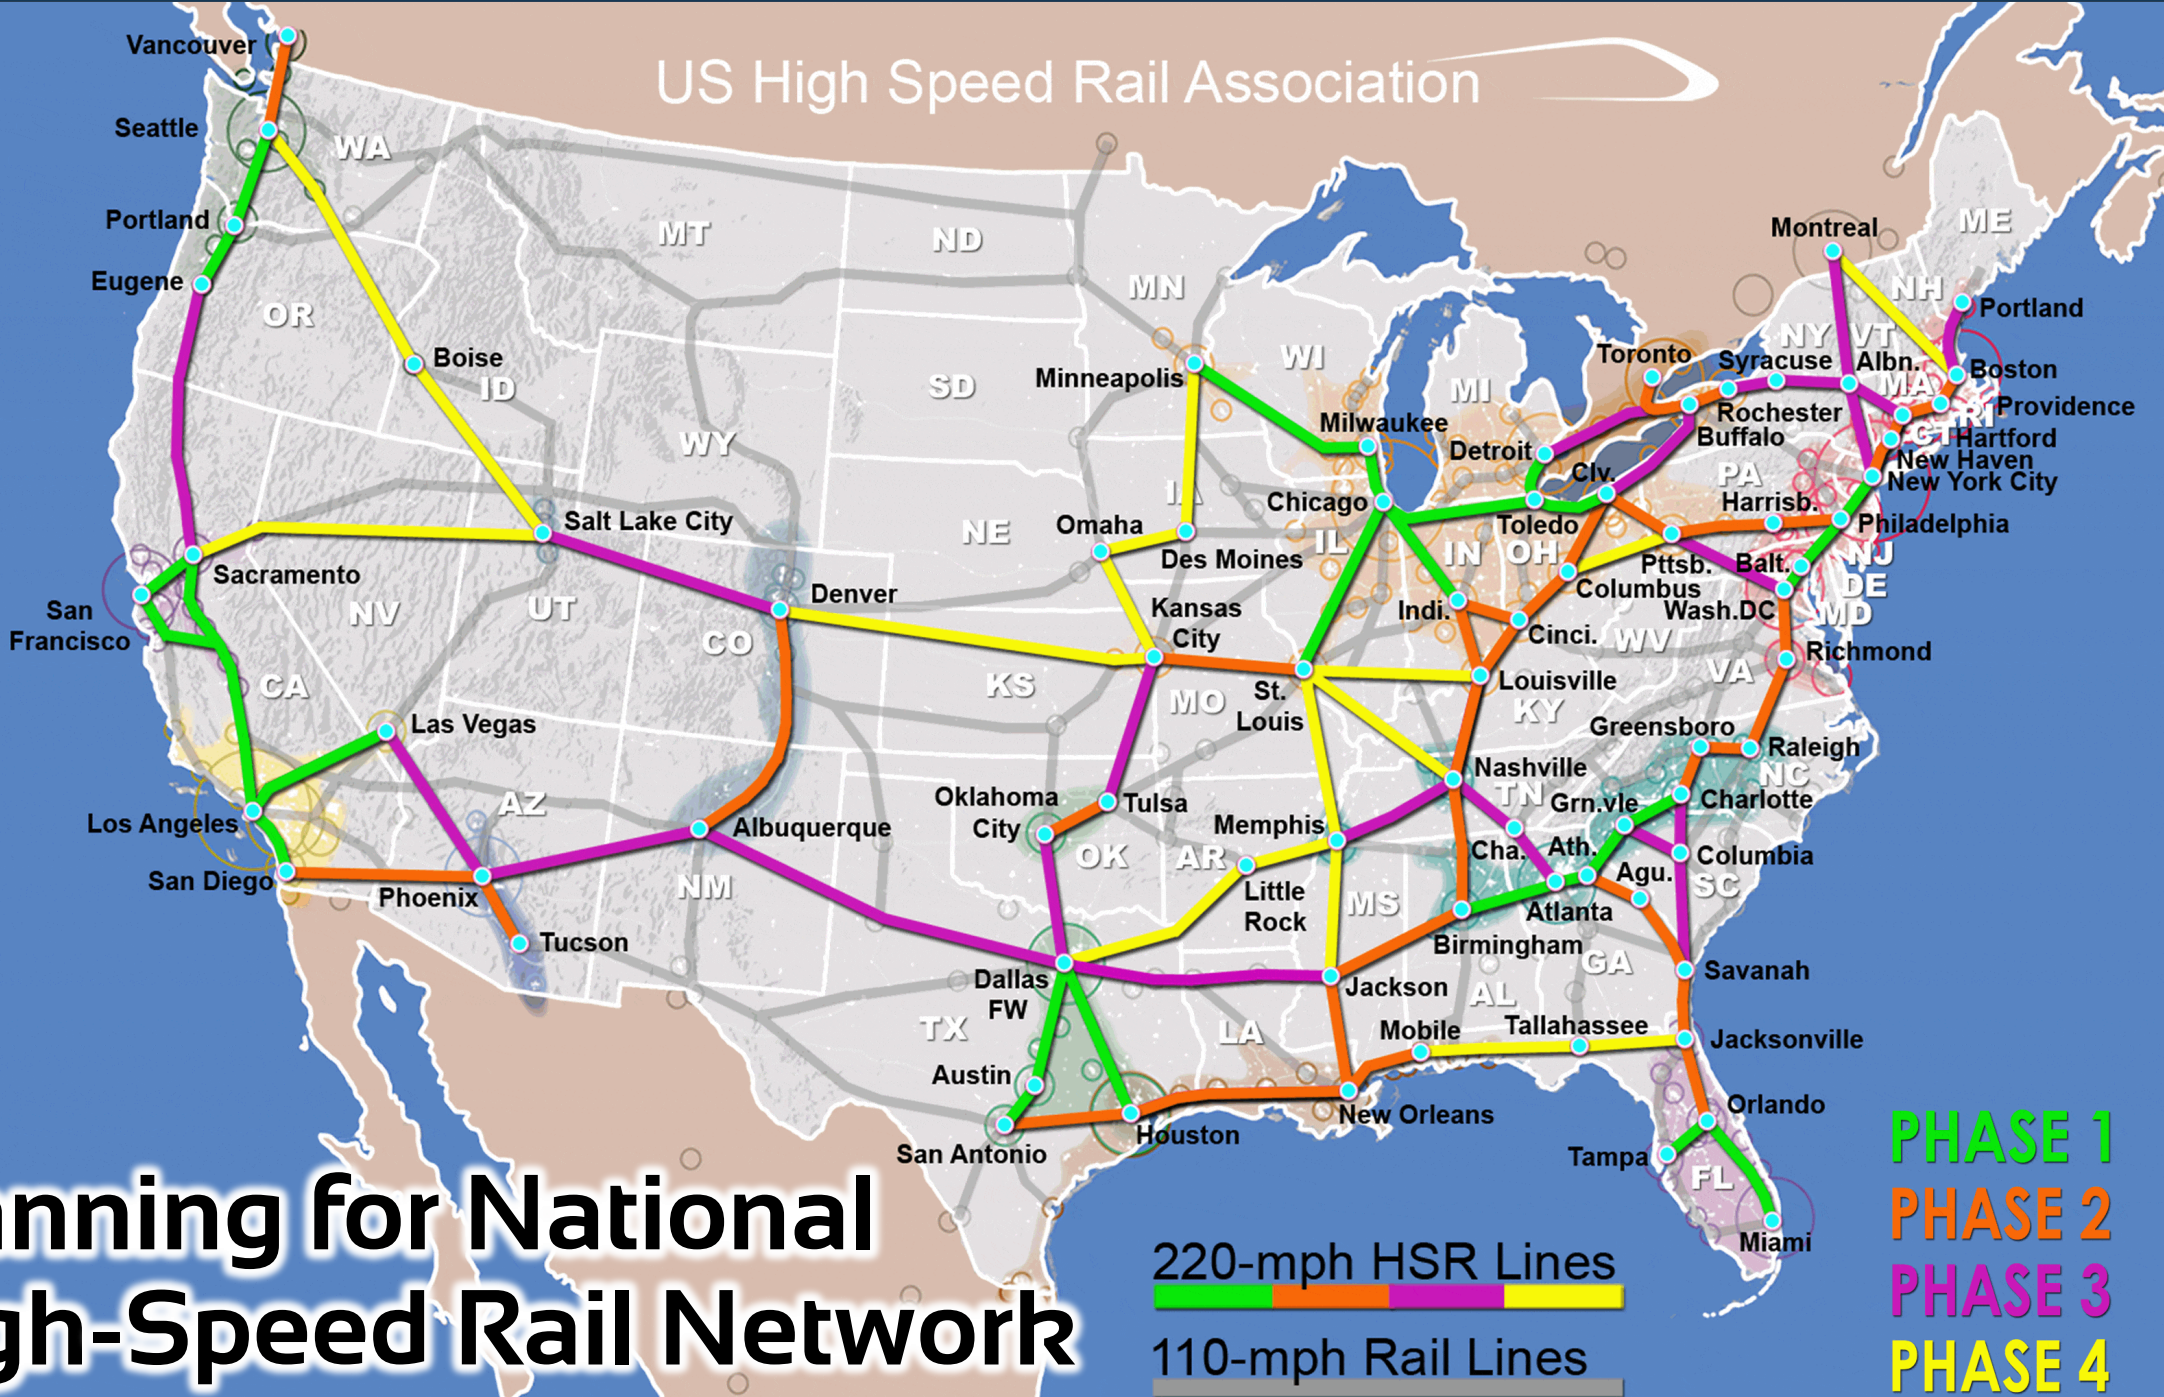 US High Speed Rail Association
Vancouver
Seattle
WA
Portland
Eugene
OR
Boise
ID
MT
ND
MN
SD
WY
WI
MI
Minneapolis
Milwaukee
Chicago
Detroit
Toronto
Syracuse
Montreal
ME
NH
Portland
NY
VT
Albn.
MA
Boston
Providence
RI
Rochester
Buffalo
CT
Hartford
New Haven
New York City
Clv.
PA
Harrisb.
Philadelphia
Toledo
Salt Lake City
Sacramento
San
Francisco
NV
UT
NE
Omaha
IA
Des Moines
IL
IN
OH
Pttsb.
Balt.
NJ
DE
MD
Columbus
Wash.DC
Denver
CO
Kansas
City
Indi.
Cinci.
WV
VA
Richmond
CA
Las Vegas
KS
MO
St.
Louis
Louisville
KY
Greensboro
Raleigh
NC
Nashville
TN
Grn.vle
Charlotte
Los Angeles
AZ
Albuquerque
Oklahoma
City
Tulsa
Memphis
OK
AR
Cha.
Ath.
Columbia
SC
San Diego
Phoenix
NM
Little
Rock
MS
Agu.
Atlanta
Birmingham
GA
Tucson
Dallas
FW
Jackson
AL
Savanah
TX
LA
Mobile
Tallahassee
Jacksonville
Austin
San Antonio
Houston
New Orleans
Orlando
Tampa
FL
Miami
anning for National
gh-Speed Rail Network
220-mph HSR Lines
110-mph Rail Lines
PHASE 1
PHASE 2
PHASE 3
PHASE 4